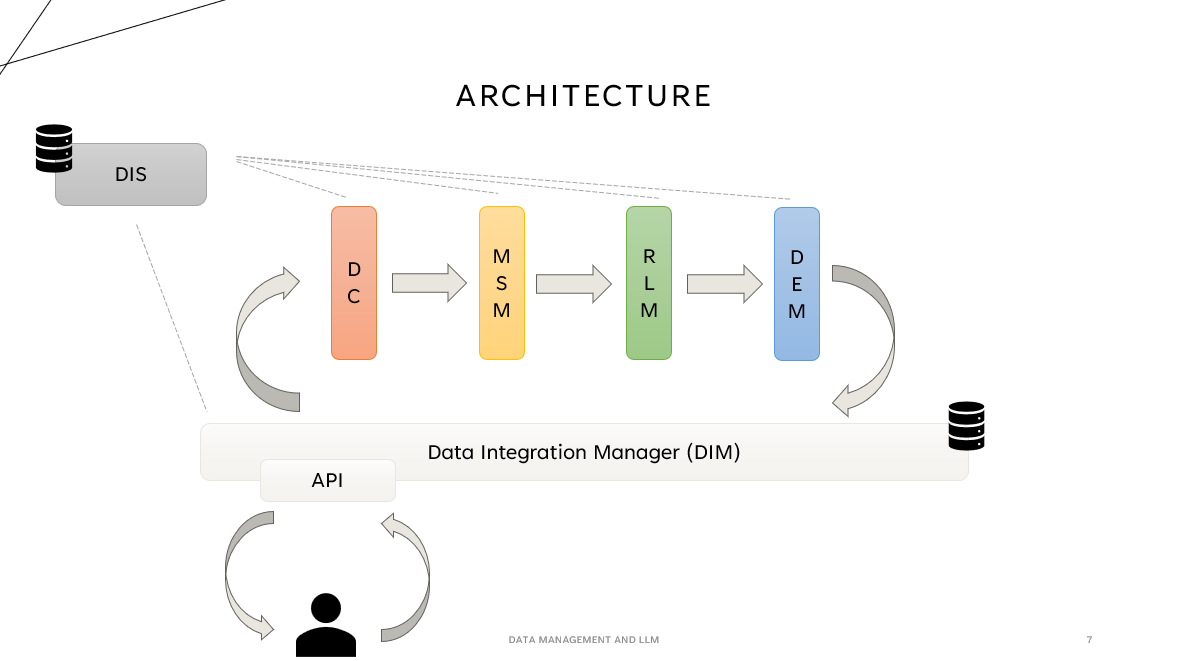 ARCHITECTURE
DIS
D
C
M
S
M
R
L
M
D
E
M
Data Integration Manager (DIM)
API
DATA MANAGEMENT AND LLM
7